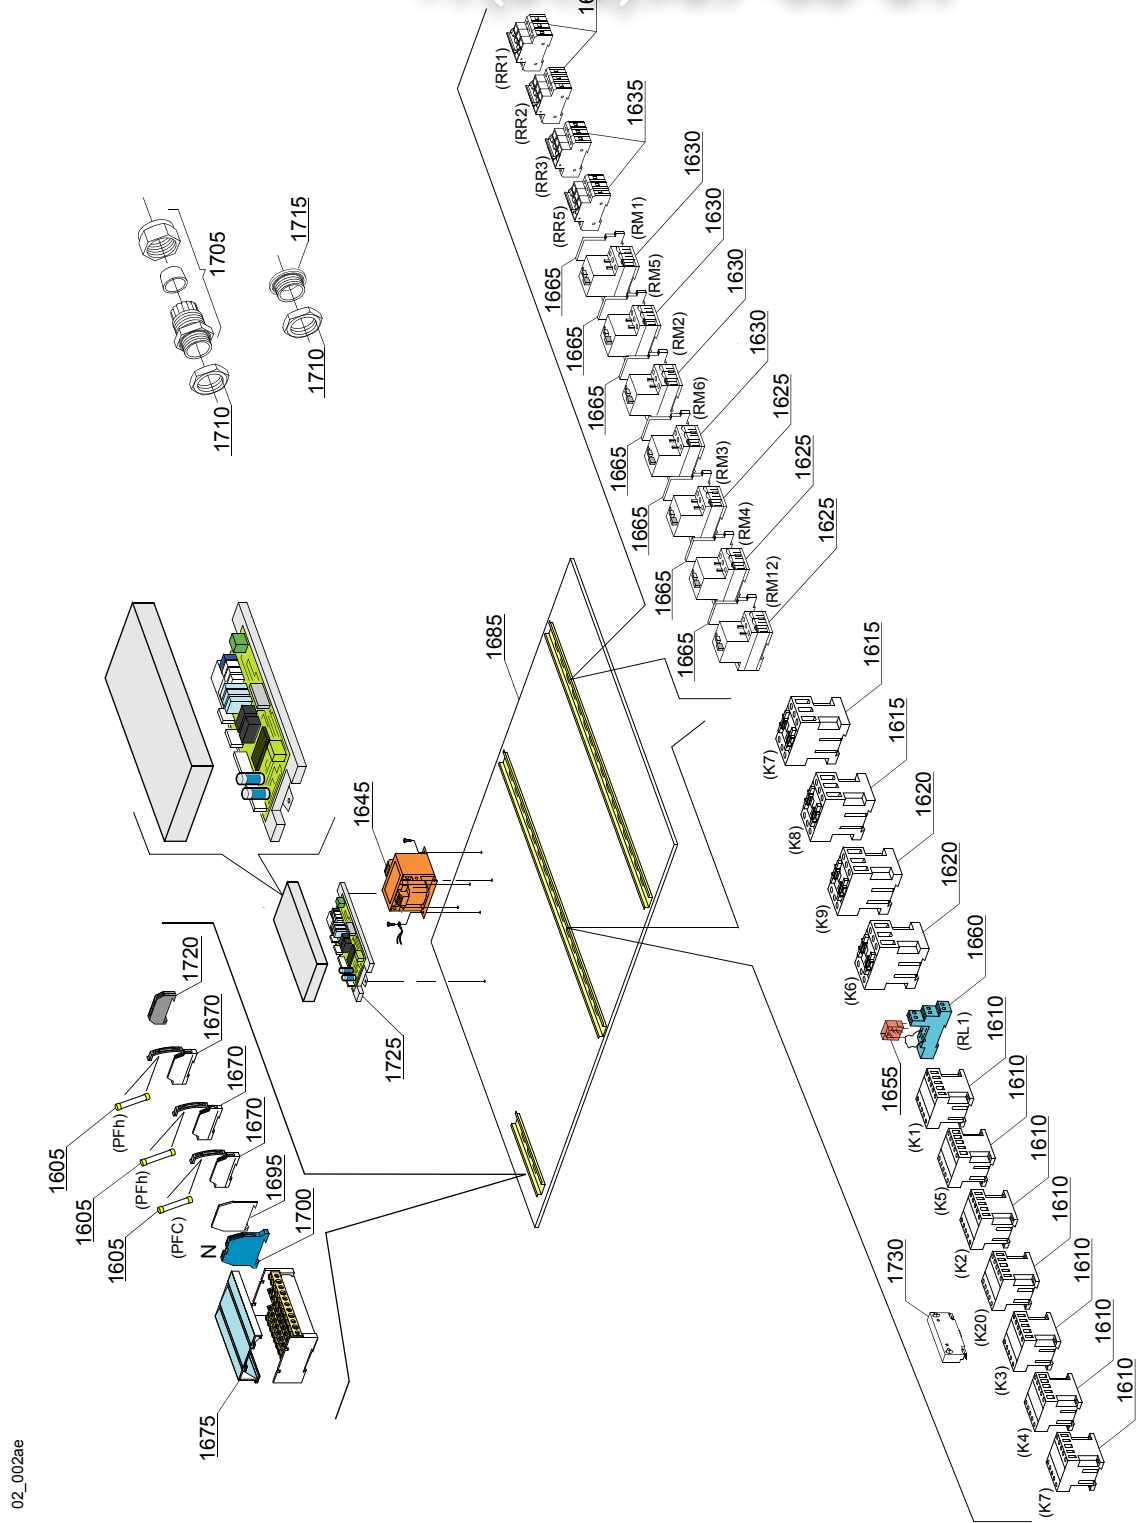 02_002ae
1675
1605
1605
1605
(PFC)
(PFh)
(PFh)
N
1700
1695
1670
1670
1670
1720
1725
1645
1685
1710
1705
1710
1715
(RR1)
(RR2)
(RR3)
(RR5)
1635
(RM1)
1630
(RM5)
1630
(RM2)
1630
(RM6)
1630
(RM3)
1625
(RM4)
1625
(RM12)
1625
1665
1665
1665
1665
1665
1665
1665
(K7)
1615
(K8)
1615
(K9)
1620
(K6)
1620
1655
(RL1)
1660
(K1)
1610
(K5)
1610
(K2)
1610
(K20)
1610
1730
(K3)
1610
(K4)
1610
(K7)
1610